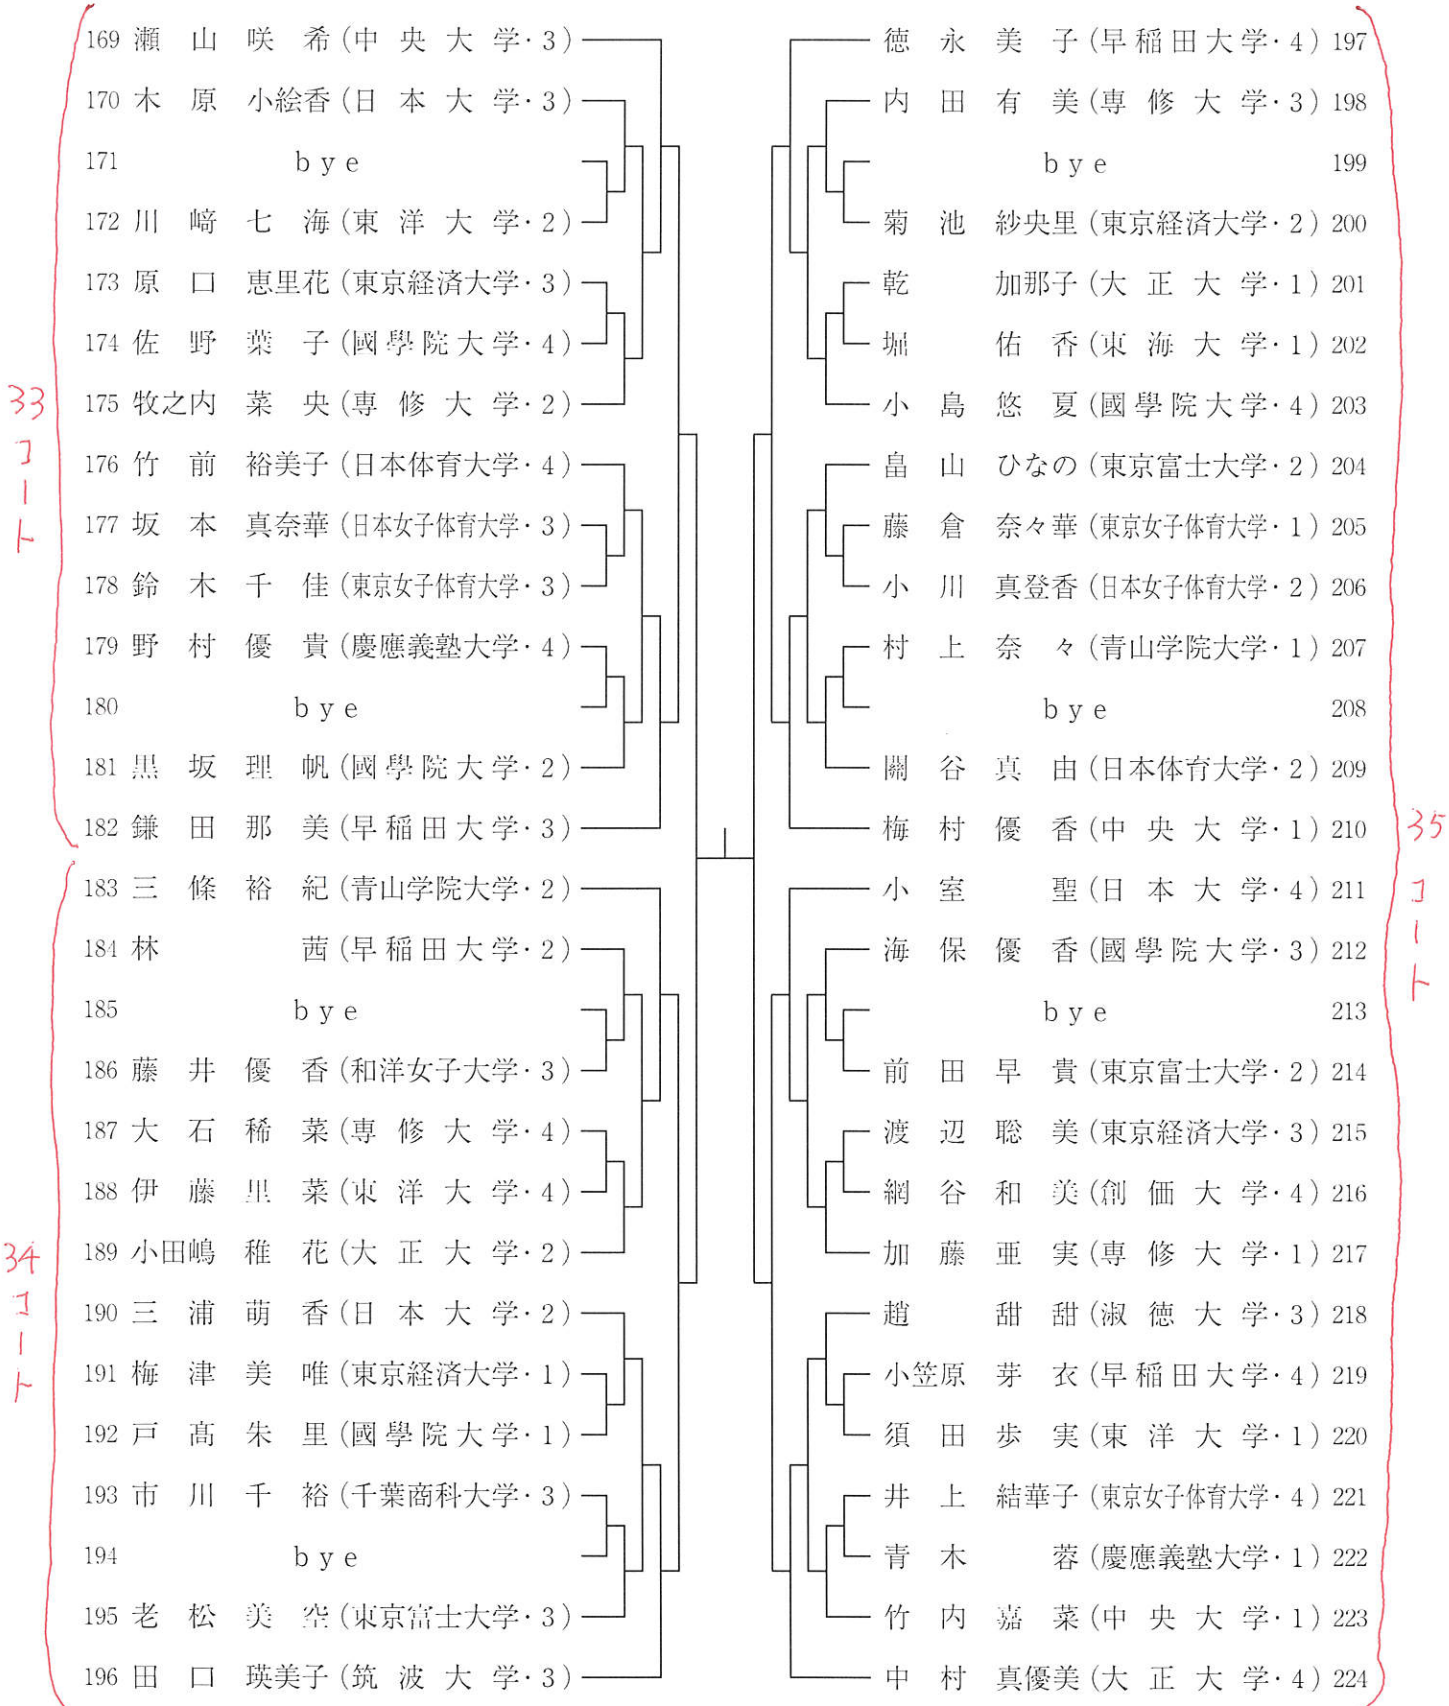 169 瀬山咲希(中央大学・3)
170 木原小絵香(日本大学・3)
171 bye
172 川﨑七海(東洋大学・2)
173 原口恵里花(東京経済大学・3)
174 佐野葉子(國學院大学・4)
175 牧之内菜央(専修大学・2)
176 竹前裕美子(日本体育大学・4)
177 坂本真奈華(日本女子体育大学・3)
178 鈴木千佳(東京女子体育大学・3)
179 野村優貴(慶應義塾大学・4)
180 bye
181 黒坂理帆(國學院大学・2)
182 鎌田那美(早稲田大学・3)
33コート
183 三條裕紀(青山学院大学・2)
184 林茜(早稲田大学・2)
185 bye
186 藤井優香(和洋女子大学・3)
187 大石稀菜(専修大学・4)
188 伊藤里菜(東洋大学・4)
189 小田嶋稚花(大正大学・2)
190 三浦萌香(日本大学・2)
191 梅津美唯(東京経済大学・1)
192 戸髙朱里(國學院大学・1)
193 市川千裕(千葉商科大学・3)
194 bye
195 老松美空(東京富士大学・3)
196 田口瑛美子(筑波大学・3)
34コート
徳永美子(早稲田大学・4) 197
内田有美(専修大学・3) 198
bye 199
菊池紗央里(東京経済大学・2) 200
乾加那子(大正大学・1) 201
堀佑香(東海大学・1) 202
小島悠夏(國學院大学・4) 203
畠山ひなの(東京富士大学・2) 204
藤倉奈々華(東京女子体育大学・1) 205
小川真登香(日本女子体育大学・2) 206
村上奈々(青山学院大学・1) 207
bye 208
關谷真由(日本体育大学・2) 209
梅村優香(中央大学・1) 210
小室聖(日本大学・4) 211
海保優香(國學院大学・3) 212
bye 213
前田早貴(東京富士大学・2) 214
渡辺聡美(東京経済大学・3) 215
網谷和美(創価大学・4) 216
加藤亜実(専修大学・1) 217
趙甜甜(淑徳大学・3) 218
小笠原芽衣(早稲田大学・4) 219
須田歩実(東洋大学・1) 220
井上結華子(東京女子体育大学・4) 221
青木蓉(慶應義塾大学・1) 222
竹内嘉菜(中央大学・1) 223
中村真優美(大正大学・4) 224
35コート